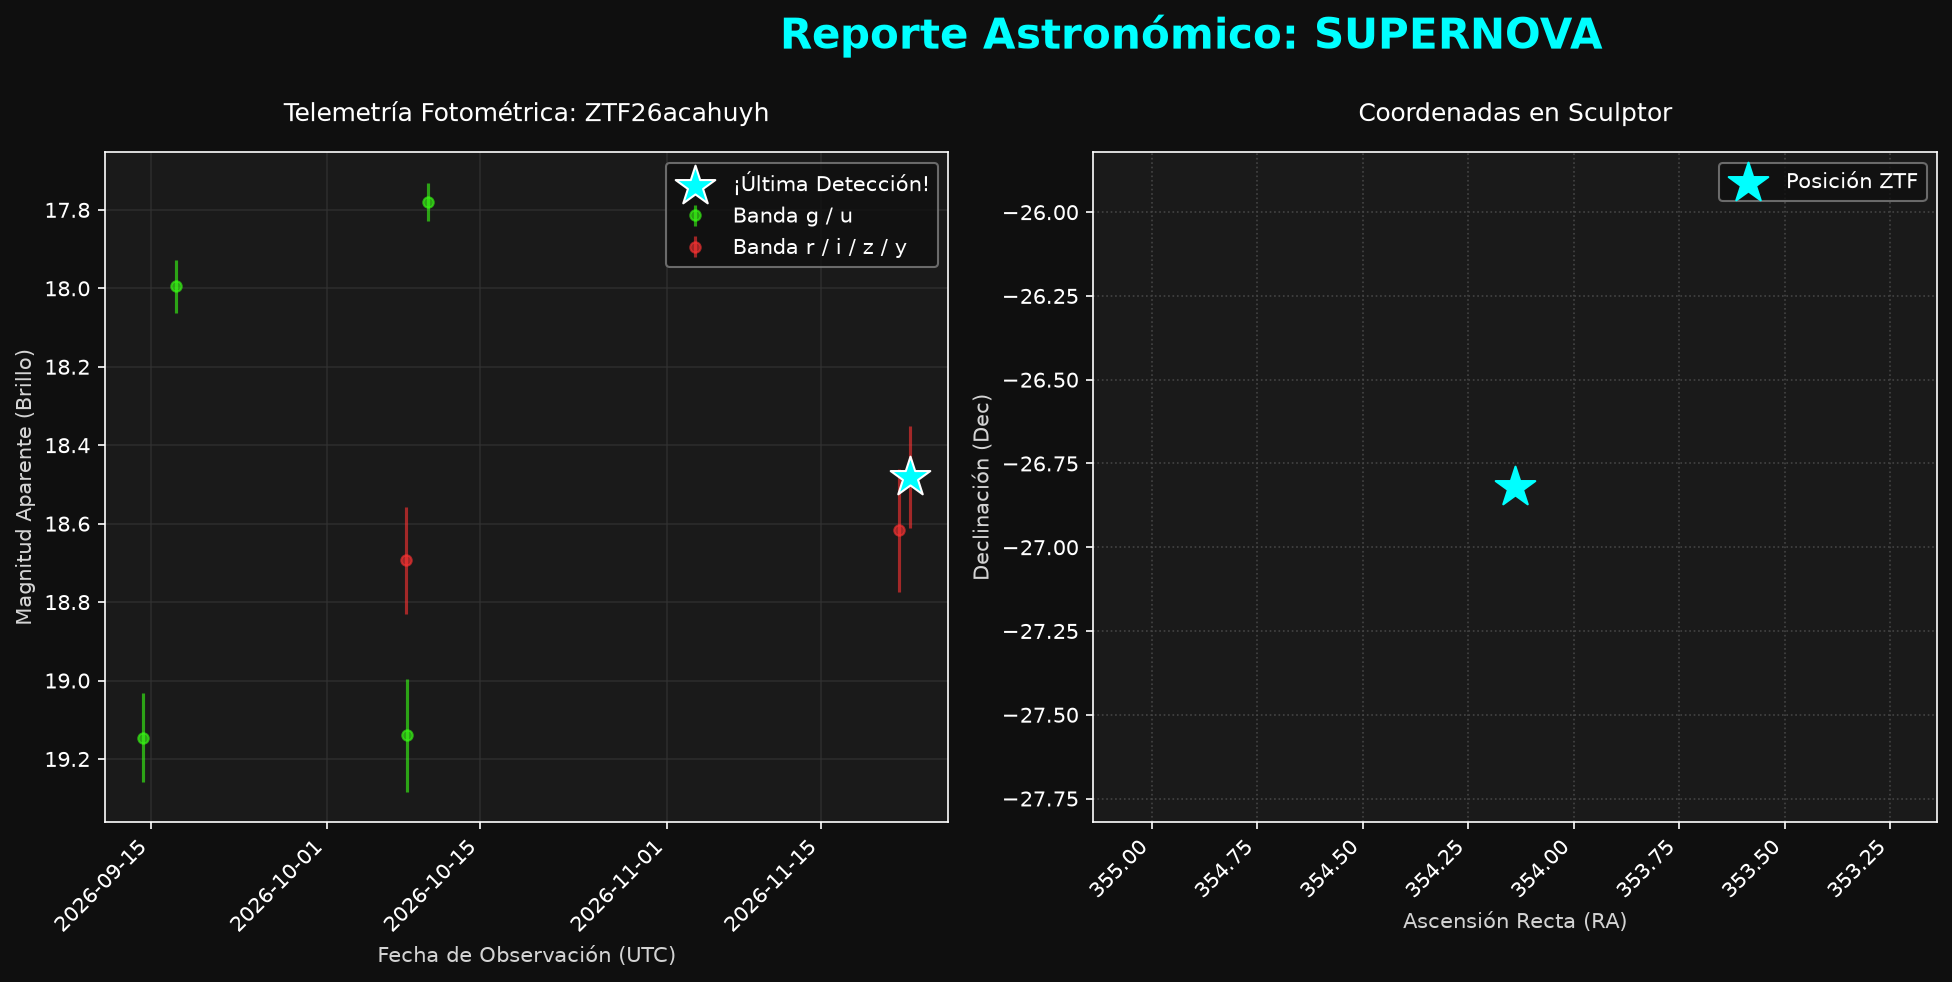 Reporte Astronómico: SUPERNOVA
Telemetría Fotométrica: ZTF26acahuyh
¡Última Detección!
Banda g / u
Banda r / i / z / y
Magnitud Aparente (Brillo)
17.8
18.0
18.2
18.4
18.6
18.8
19.0
19.2
2026-09-15
2026-10-01
2026-10-15
2026-11-01
2026-11-15
Fecha de Observación (UTC)
Coordenadas en Sculptor
Posición ZTF
Declinación (Dec)
−26.00
−26.25
−26.50
−26.75
−27.00
−27.25
−27.50
−27.75
355.00
354.75
354.50
354.25
354.00
353.75
353.50
353.25
Ascensión Recta (RA)